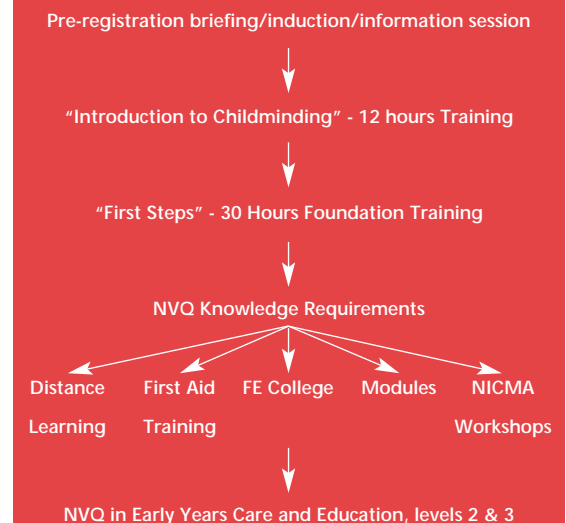 Pre-registration briefing/induction/information session
“Introduction to Childminding” - 12 hours Training
“First Steps” - 30 Hours Foundation Training
NVQ Knowledge Requirements
Distance First Aid FE College Modules NICMA
Learning Training Workshops
NVQ in Early Years Care and Education, levels 2 & 3